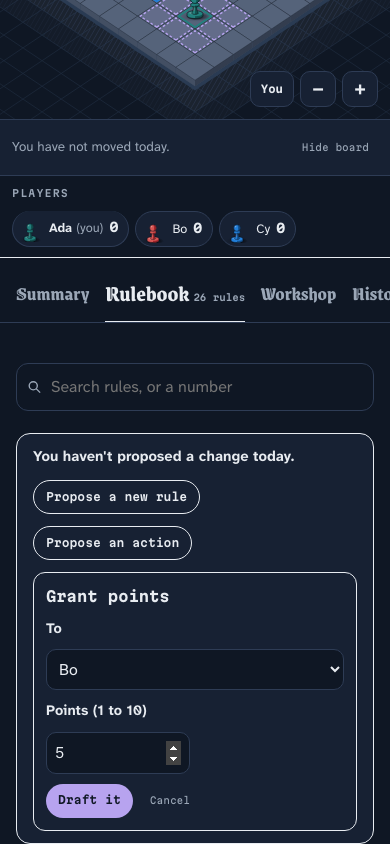 You
−
+
You have not moved today.
Hide board
PLAYERS
Ada (you) 0
Bo 0
Cy 0
Summary
Rulebook 26 rules
Workshop
Histo
Search rules, or a number
You haven't proposed a change today.
Propose a new rule
Propose an action
Grant points
To
Bo
Points (1 to 10)
5
Draft it
Cancel